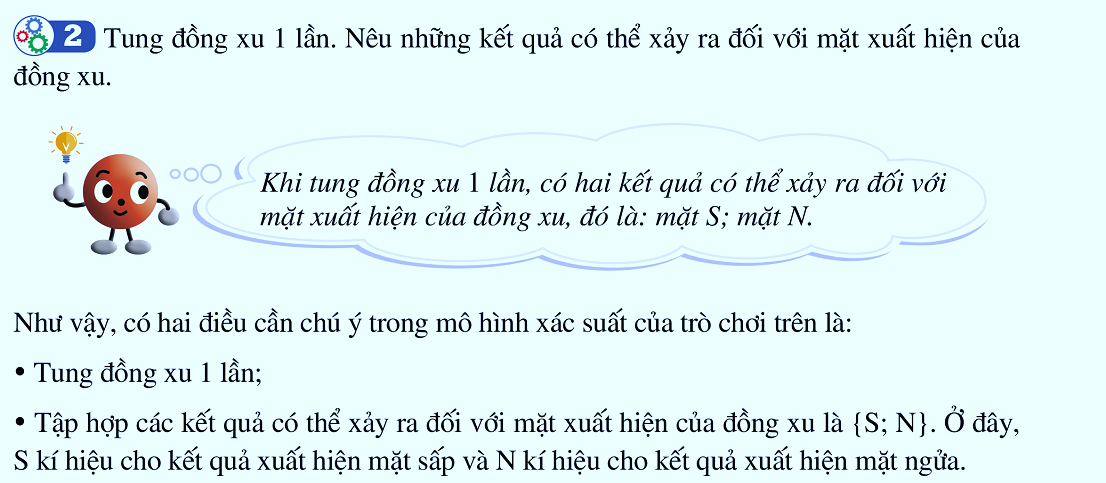 2 Tung đồng xu 1 lần. Nêu những kết quả có thể xảy ra đối với mặt xuất hiện của
đồng xu.
Khi tung đồng xu 1 lần, có hai kết quả có thể xảy ra đối với
mặt xuất hiện của đồng xu, đó là: mặt S; mặt N.
Như vậy, có hai điều cần chú ý trong mô hình xác suất của trò chơi trên là:
• Tung đồng xu 1 lần;
• Tập hợp các kết quả có thể xảy ra đối với mặt xuất hiện của đồng xu là {S; N}. Ở đây,
S kí hiệu cho kết quả xuất hiện mặt sấp và N kí hiệu cho kết quả xuất hiện mặt ngửa.